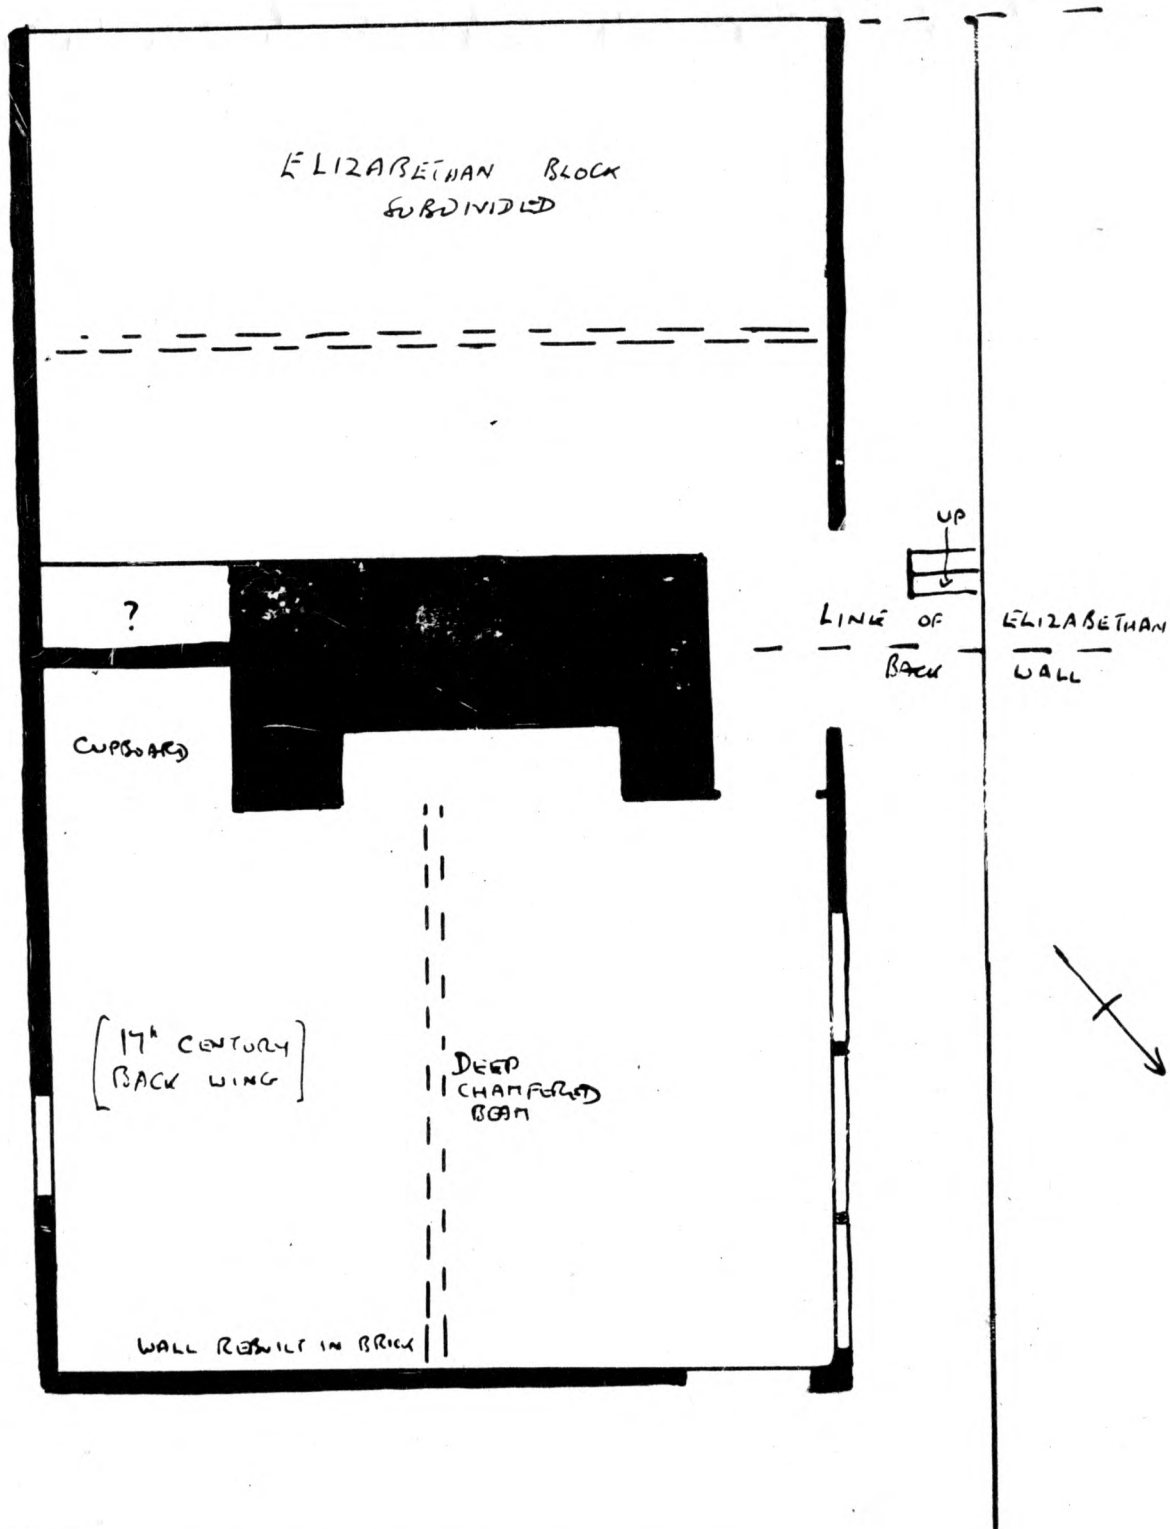 ELIZABETHAN BLOCK
SUBDIVIDED
UP
?
LINE OF ELIZABETHAN
BACK WALL
CUPBOARD
[17th CENTURY
BACK WING]
DEEP
CHAMFERED
BEAM
WALL REBUILT IN BRICK